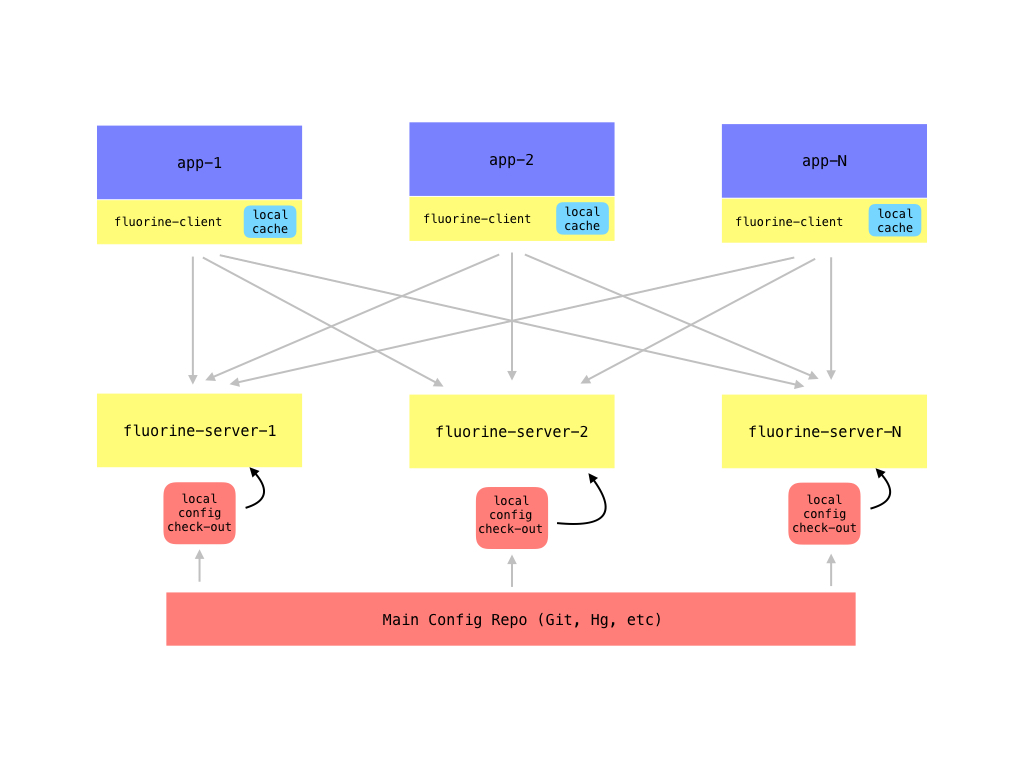 app-1
app-2
app-N
fluorine-client
local
cache
fluorine-client
local
cache
fluorine-client
local
cache
fluorine-server-1
fluorine-server-2
fluorine-server-N
local
config
check-out
local
config
check-out
local
config
check-out
Main Config Repo (Git, Hg, etc)